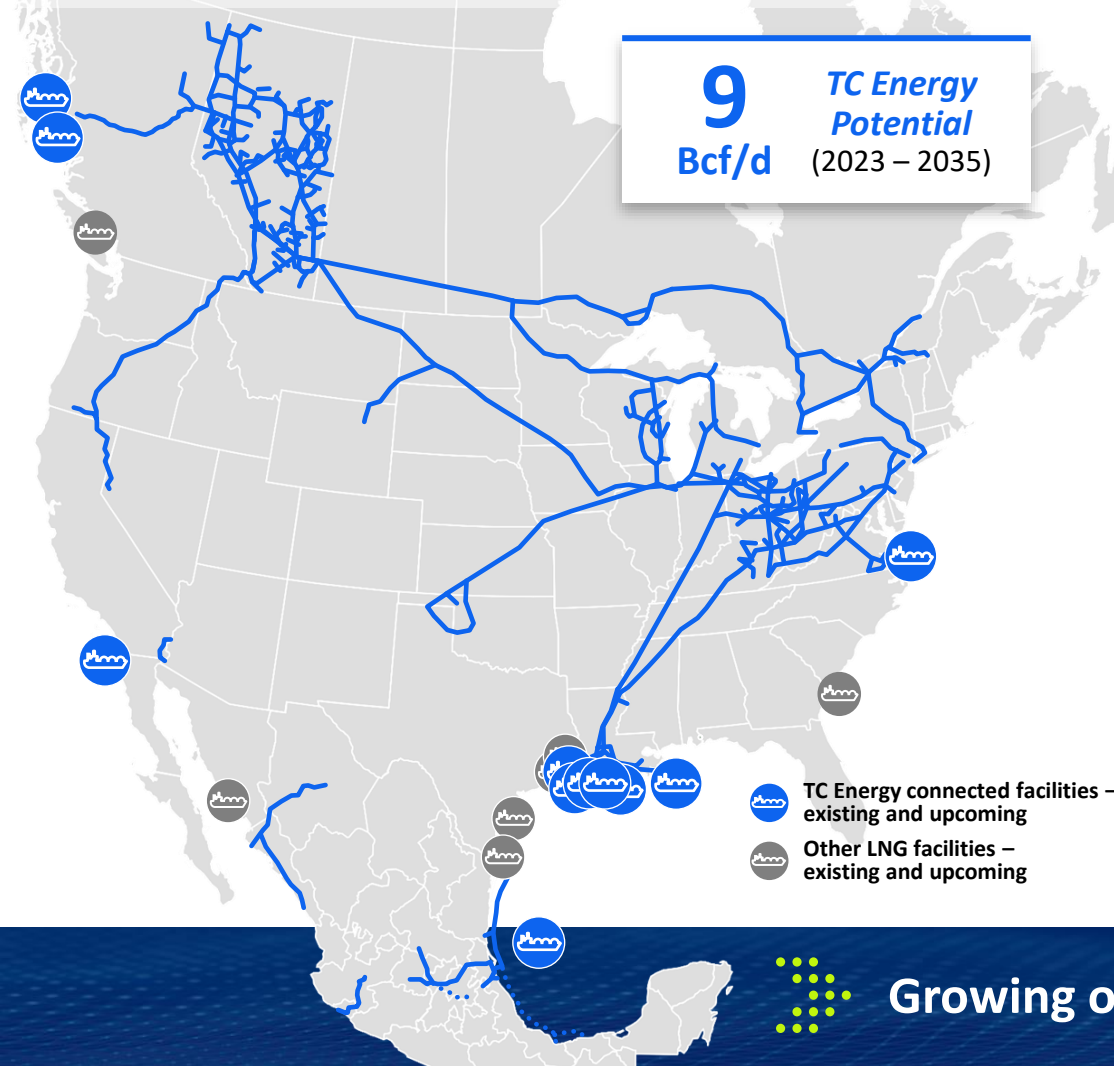 9
Bcf/d
TC Energy
Potential
(2023 – 2035)
TC Energy connected facilities –
existing and upcoming
Other LNG facilities –
existing and upcoming
Growing o